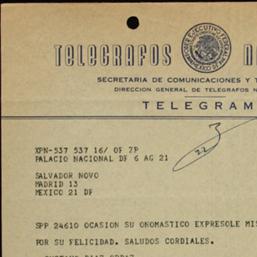 TELEGRAFOS N
SECRETARIA DE COMUNICACIONES Y T
DIRECCION GENERAL DE TELEGRAFOS N
TELEGRAM
XPN-537 537 16/ OF 7P
PALACIO NACIONAL DF 6 AG 21
SALVADOR NOVO
MADRID 13
MEXICO 21 DF
SPP 24610 OCASION SU ONOMASTICO EXPRESOLE MIS
POR SU FELICIDAD. SALUDOS CORDIALES.